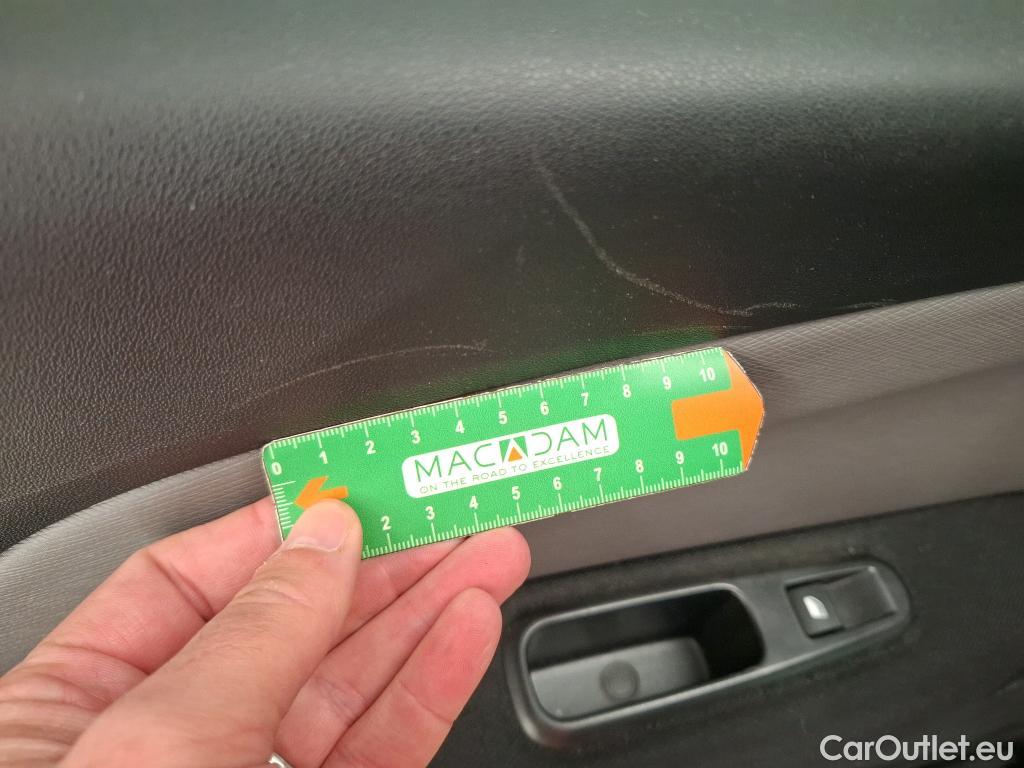 0 1 2 3 4 5 6 7 8 9 10
MACADAM
ON THE ROAD TO EXCELLENCE
2 3 4 5 6 7 8 9 10
CarOutlet.eu